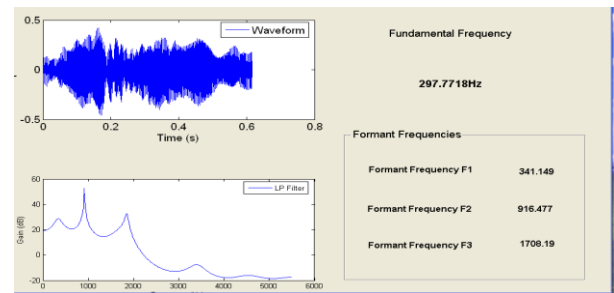 0.5
0
-0.5
0
0.2
0.4
0.6
0.8
Time (s)
Waveform
60
40
20
0
-20
Gain (dB)
0
1000
2000
3000
4000
5000
6000
LP Filter
Fundamental Frequency
297.7718Hz
Formant Frequencies
Formant Frequency F1 341.149
Formant Frequency F2 916.477
Formant Frequency F3 1708.19